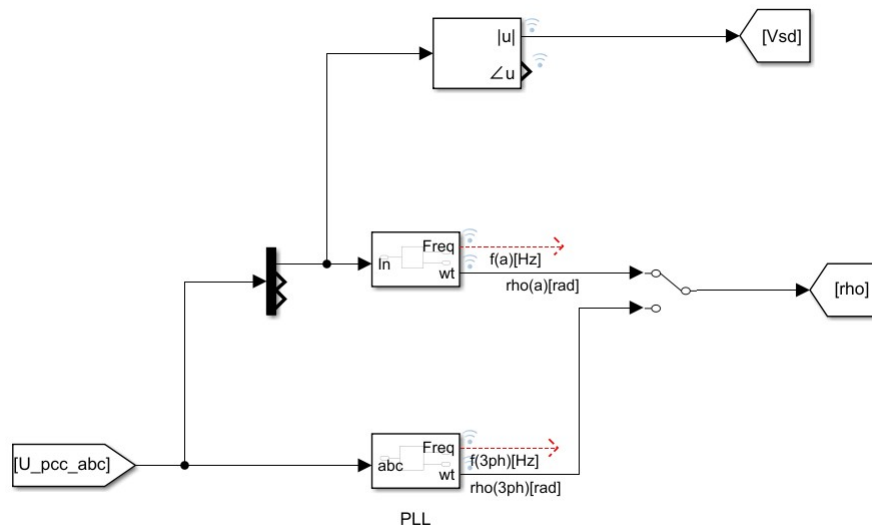 |u|
∠u
[Vsd]
Freq
In
wt
f(a)[Hz]
rho(a)[rad]
[rho]
[U_pcc_abc]
Freq
abc
wt
f(3ph)[Hz]
rho(3ph)[rad]
PLL